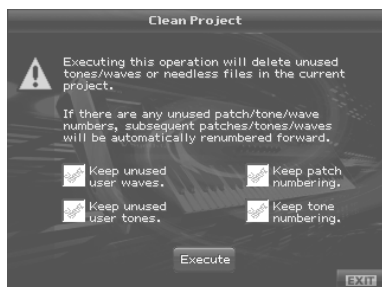 Clean Project
Executing this operation will delete unused
tones/waves or needless files in the current
project.
If there are any unused patch/tone/wave
numbers, subsequent patches/tones/waves
will be automatically renumbered forward.
Keep unused
user waves.
Keep patch
numbering.
Keep unused
user tones.
Keep tone
numbering.
Execute
EXIT